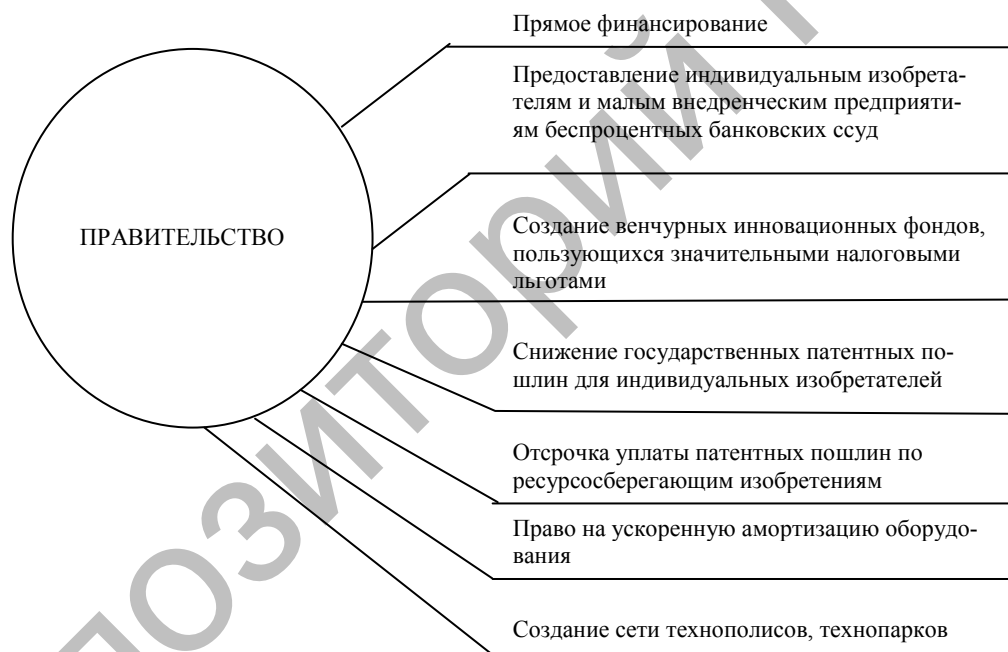 Прямое финансирование
Предоставление индивидуальным изобрета-
телям и малым внедренческим предприяти-
ям беспроцентных банковских ссуд
ПРАВИТЕЛЬСТВО
Создание венчурных инновационных фондов,
пользующихся значительными налоговыми
льготами
Снижение государственных патентных по-
шлин для индивидуальных изобретателей
Отсрочка уплаты патентных пошлин по
ресурсосберегающим изобретениям
Право на ускоренную амортизацию оборудо-
вания
Создание сети технополисов, технопарков